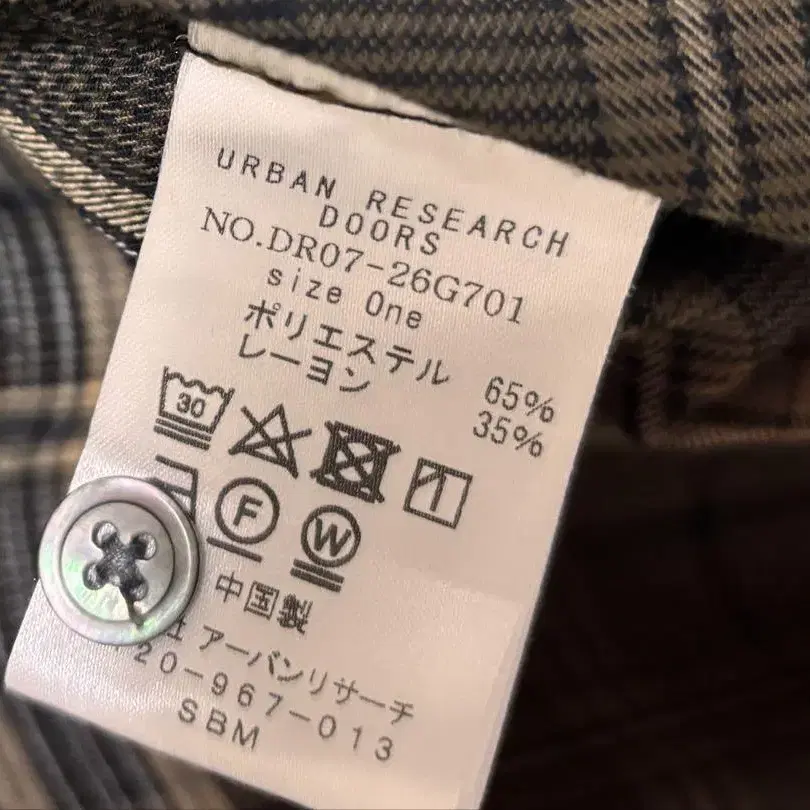 URBAN RESEARCH
DOORS
NO.DR07-26G701
size One
ポリエステル 65%
レーヨン 35%
30
F
W
中国製
アーバンリサーチ
20-967-013
SBM